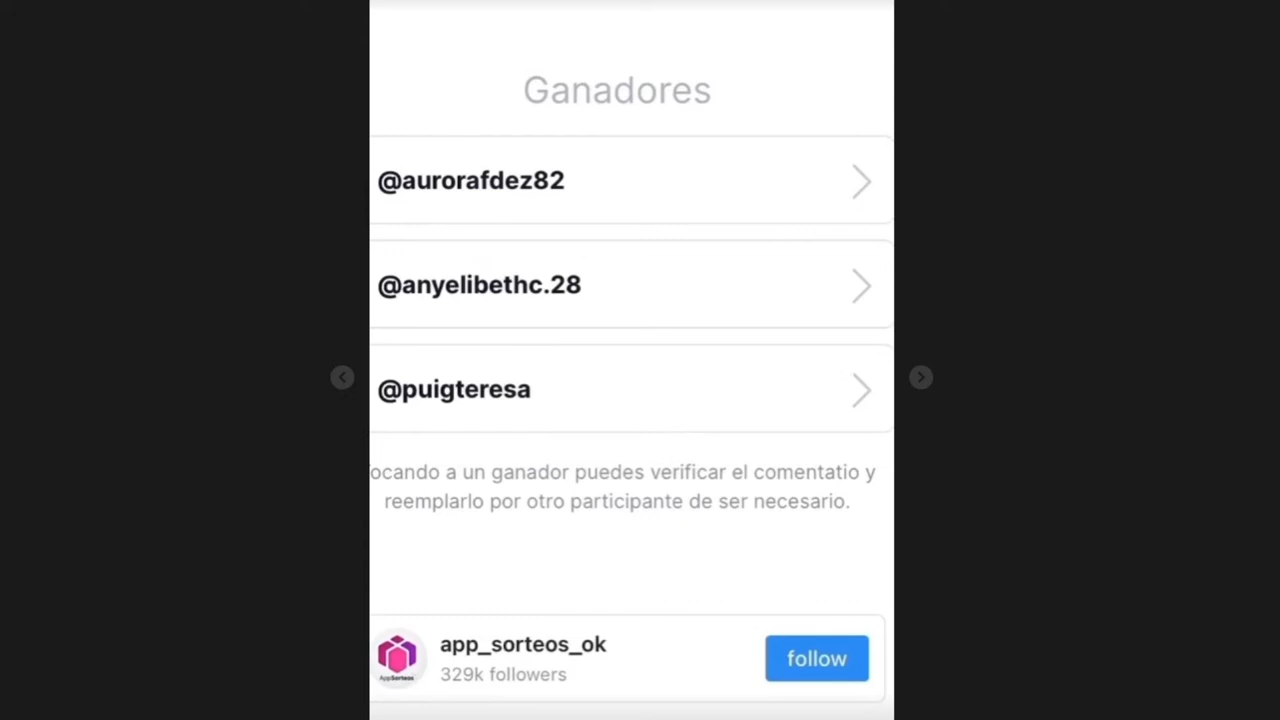 Ganadores
@aurorafdez82
@anyelibethc.28
@puigteresa
ocando a un ganador puedes verificar el comentatio y
reemplarlo por otro participante de ser necesario.
app_sorteos_ok
329k followers
follow
AppSorteos